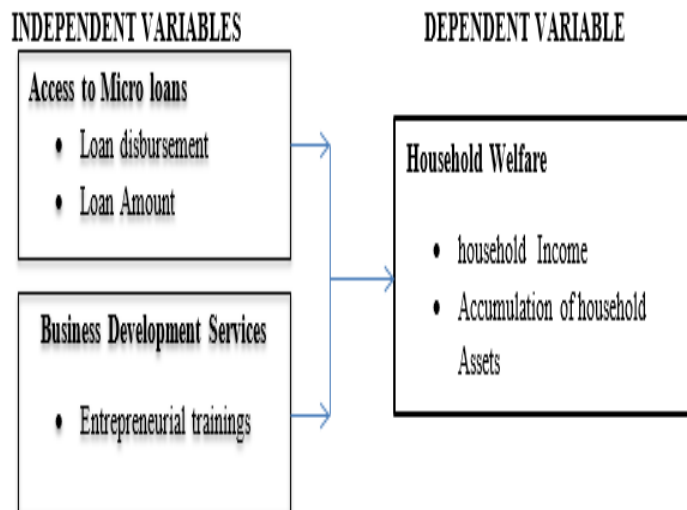 INDEPENDENT VARIABLES
Access to Micro loans
• Loan disbursement
• Loan Amount
Business Development Services
• Entrepreneurial trainings
DEPENDENT VARIABLE
Household Welfare
• household Income
• Accumulation of household
Assets